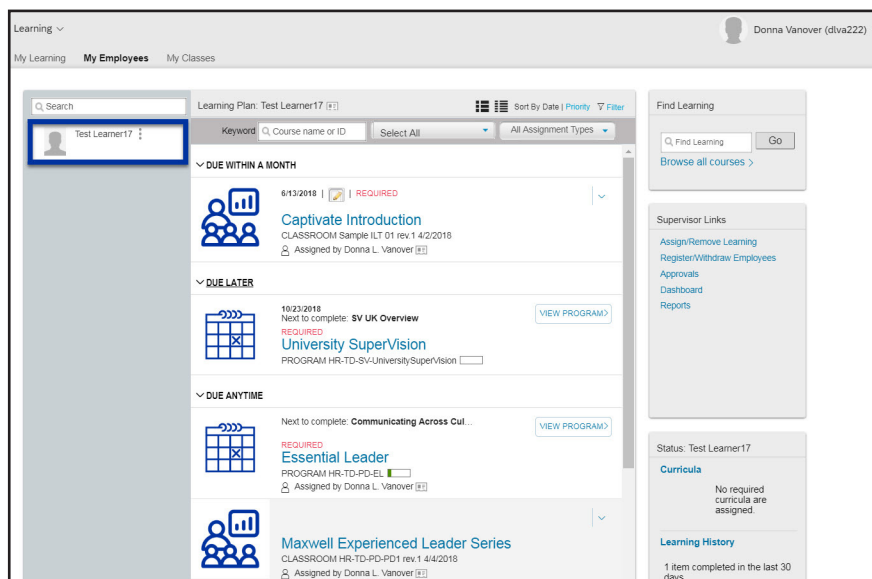 Learning
Donna Vanover (dlva222)
My Learning My Employees My Classes
Search
Test Learner17
Learning Plan: Test Learner17
Sort By Date | Priority Filter
Keyword Course name or ID Select All All Assignment Types
DUE WITHIN A MONTH
6/13/2018 | | REQUIRED
Captivate Introduction
CLASSROOM Sample ILT 01 rev.1 4/2/2018
Assigned by Donna L. Vanover
DUE LATER
10/23/2018
Next to complete: SV UK Overview
VIEW PROGRAM>
REQUIRED
University SuperVision
PROGRAM HR-TD-SV-UniversitySuperVision
DUE ANYTIME
Next to complete: Communicating Across Cul...
VIEW PROGRAM>
REQUIRED
Essential Leader
PROGRAM HR-TD-PD-EL
Assigned by Donna L. Vanover
Maxwell Experienced Leader Series
CLASSROOM HR-TD-PD-PD1 rev.1 4/4/2018
Assigned by Donna L. Vanover
Find Learning
Find Learning Go
Browse all courses >
Supervisor Links
Assign/Remove Learning
Register/Withdraw Employees
Approvals
Dashboard
Reports
Status: Test Learner17
Curricula
No required
curricula are
assigned.
Learning History
1 item completed in the last 30
days